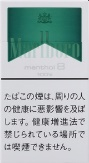 Marlboro
たばこの煙は、周りの人
の健康に悪影響を及ぼし
ます。健康増進法で
禁じられている場所で
は喫煙できません。